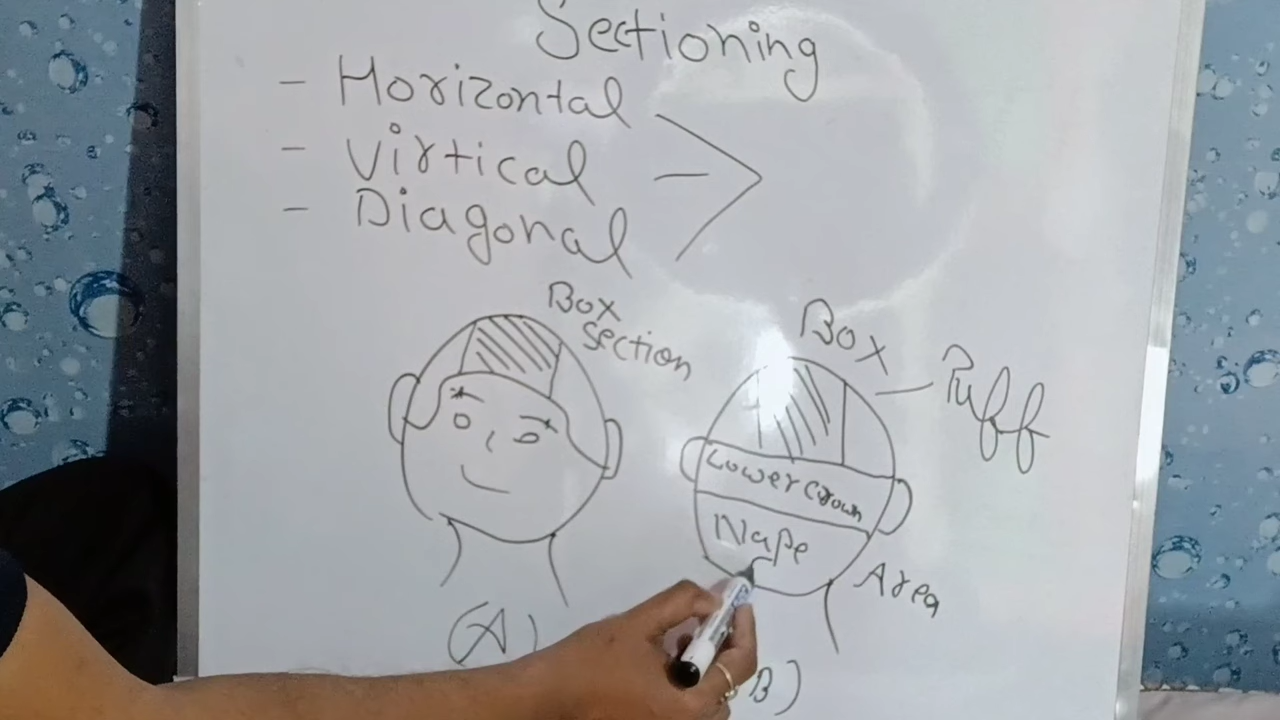 Sectioning
- Horizontal
- Virtical
- Diagonal
Box
section
Box
Puff
Lower Crown
Nape
Area
(A)
B)